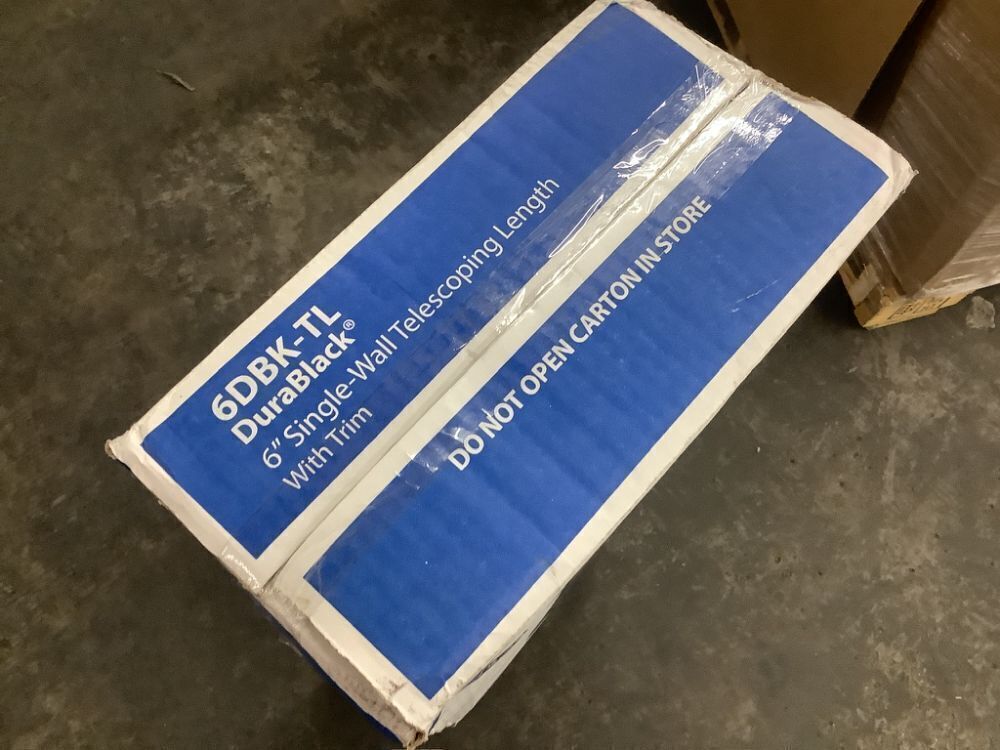 6DBK-TL
DuraBlack®
6" Single-Wall Telescoping Length
With Trim
DO NOT OPEN CARTON IN STORE